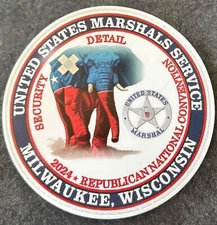 UNITED STATES MARSHALS SERVICE
SECURITY
DETAIL
2024 ★ REPUBLICAN NATIONAL CONVENTION
MILWAUKEE, WISCONSIN
UNITED STATES
MARSHAL